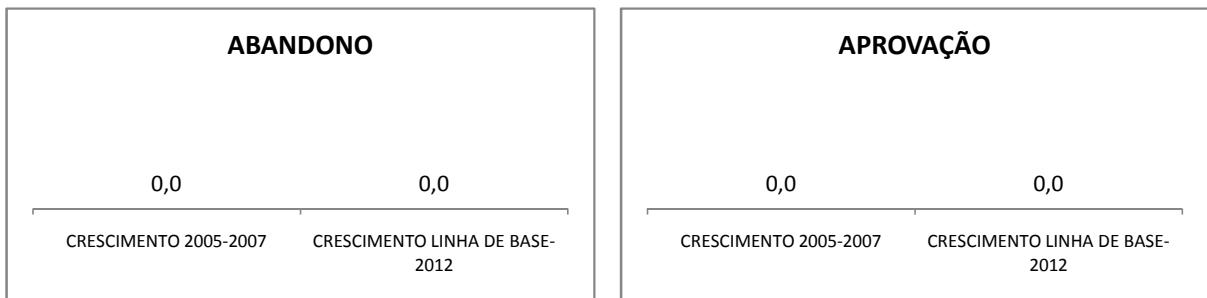 ABANDONO
0,0
0,0
CRESCIMENTO 2005-2007
CRESCIMENTO LINHA DE BASE-
2012
APROVAÇÃO
0,0
0,0
CRESCIMENTO 2005-2007
CRESCIMENTO LINHA DE BASE-
2012